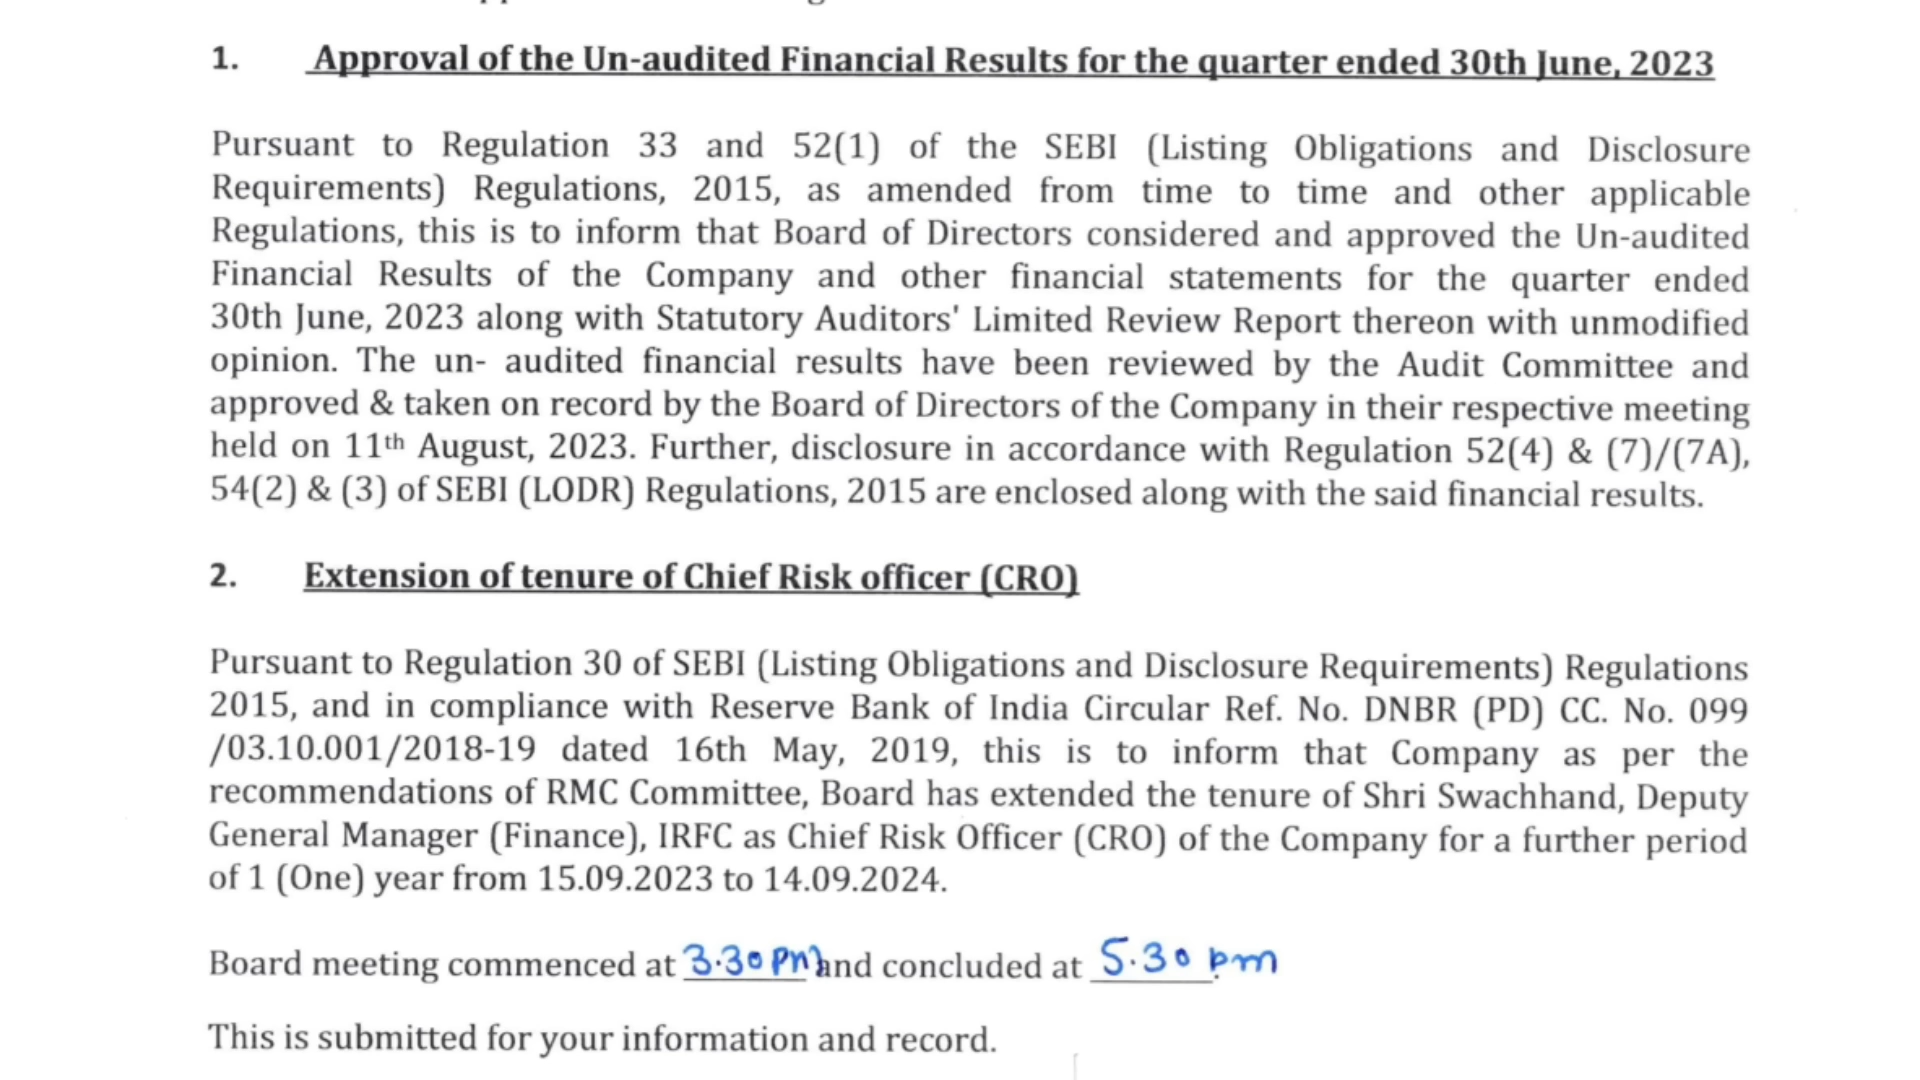 1. Approval of the Un-audited Financial Results for the quarter ended 30th June, 2023
Pursuant to Regulation 33 and 52(1) of the SEBI (Listing Obligations and Disclosure
Requirements) Regulations, 2015, as amended from time to time and other applicable
Regulations, this is to inform that Board of Directors considered and approved the Un-audited
Financial Results of the Company and other financial statements for the quarter ended
30th June, 2023 along with Statutory Auditors' Limited Review Report thereon with unmodified
opinion. The un- audited financial results have been reviewed by the Audit Committee and
approved & taken on record by the Board of Directors of the Company in their respective meeting
held on 11th August, 2023. Further, disclosure in accordance with Regulation 52(4) & (7)/(7A),
54(2) & (3) of SEBI (LODR) Regulations, 2015 are enclosed along with the said financial results.
2. Extension of tenure of Chief Risk officer (CRO)
Pursuant to Regulation 30 of SEBI (Listing Obligations and Disclosure Requirements) Regulations
2015, and in compliance with Reserve Bank of India Circular Ref. No. DNBR (PD) CC. No. 099
/03.10.001/2018-19 dated 16th May, 2019, this is to inform that Company as per the
recommendations of RMC Committee, Board has extended the tenure of Shri Swachhand, Deputy
General Manager (Finance), IRFC as Chief Risk Officer (CRO) of the Company for a further period
of 1 (One) year from 15.09.2023 to 14.09.2024.
Board meeting commenced at 3.30 pm and concluded at 5.30 pm.
This is submitted for your information and record.